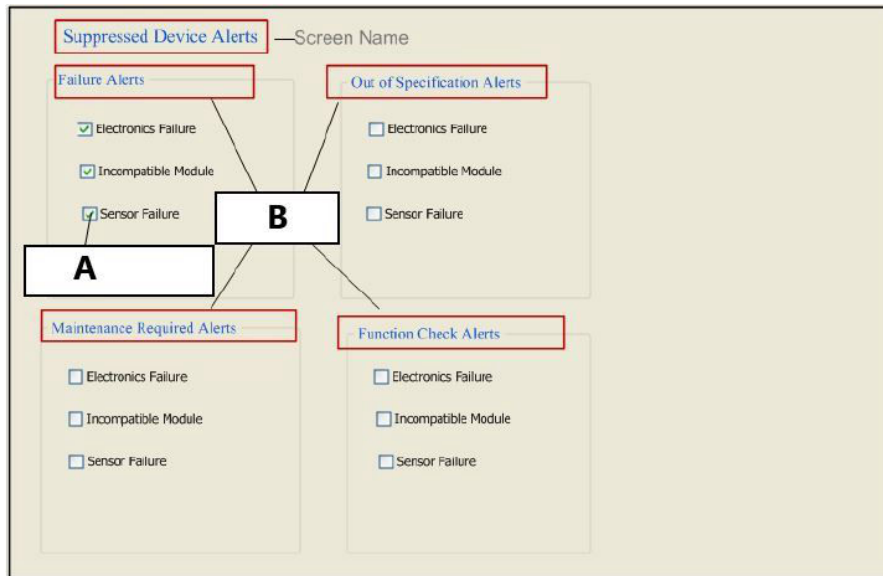 Suppressed Device Alerts
Screen Name
Failure Alerts
Electronics Failure
Incompatible Module
Sensor Failure
A
B
Out of Specification Alerts
Electronics Failure
Incompatible Module
Sensor Failure
Maintenance Required Alerts
Electronics Failure
Incompatible Module
Sensor Failure
Function Check Alerts
Electronics Failure
Incompatible Module
Sensor Failure